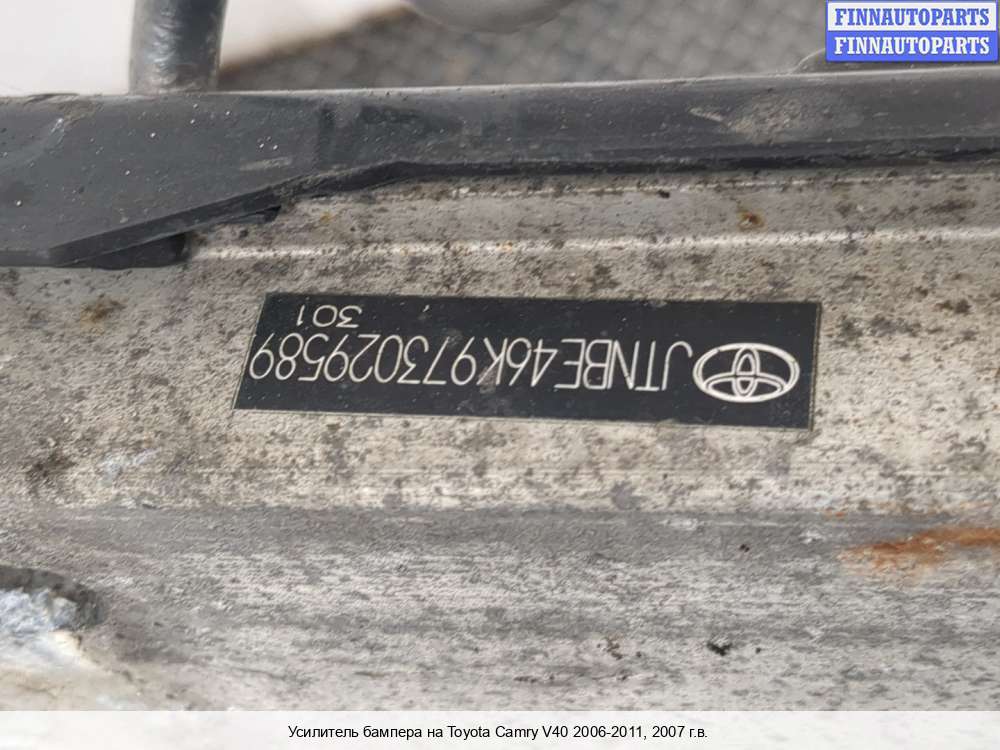 FINNAUTOPARTS
FINNAUTOPARTS
JTNBE46K973029589
301
Усилитель бампера на Toyota Camry V40 2006-2011, 2007 г.в.